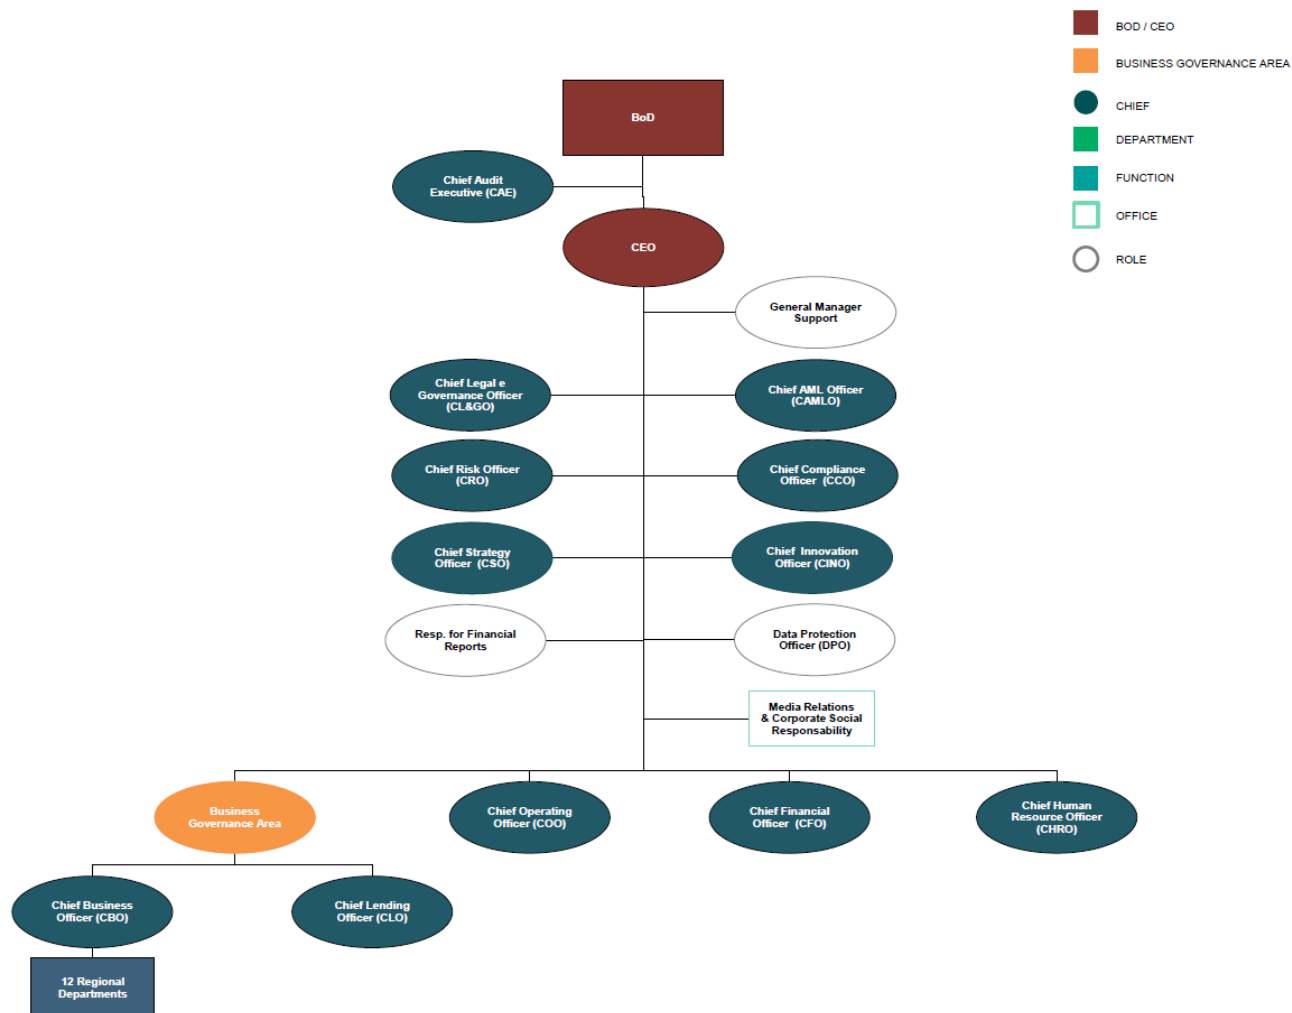 BOD / CEO
BUSINESS GOVERNANCE AREA
CHIEF
DEPARTMENT
FUNCTION
OFFICE
ROLE
BoD
Chief Audit
Executive (CAE)
CEO
General Manager
Support
Chief Legal e
Governance Officer
(CL&GO)
Chief AML Officer
(CAMLO)
Chief Risk Officer
(CRO)
Chief Compliance
Officer (CCO)
Chief Strategy
Officer (CSO)
Chief Innovation
Officer (CINO)
Resp. for Financial
Reports
Data Protection
Officer (DPO)
Media Relations
& Corporate Social
Responsability
Business
Governance Area
Chief Operating
Officer (COO)
Chief Financial
Officer (CFO)
Chief Human
Resource Officer
(CHRO)
Chief Business
Officer (CBO)
Chief Lending
Officer (CLO)
12 Regional
Departments